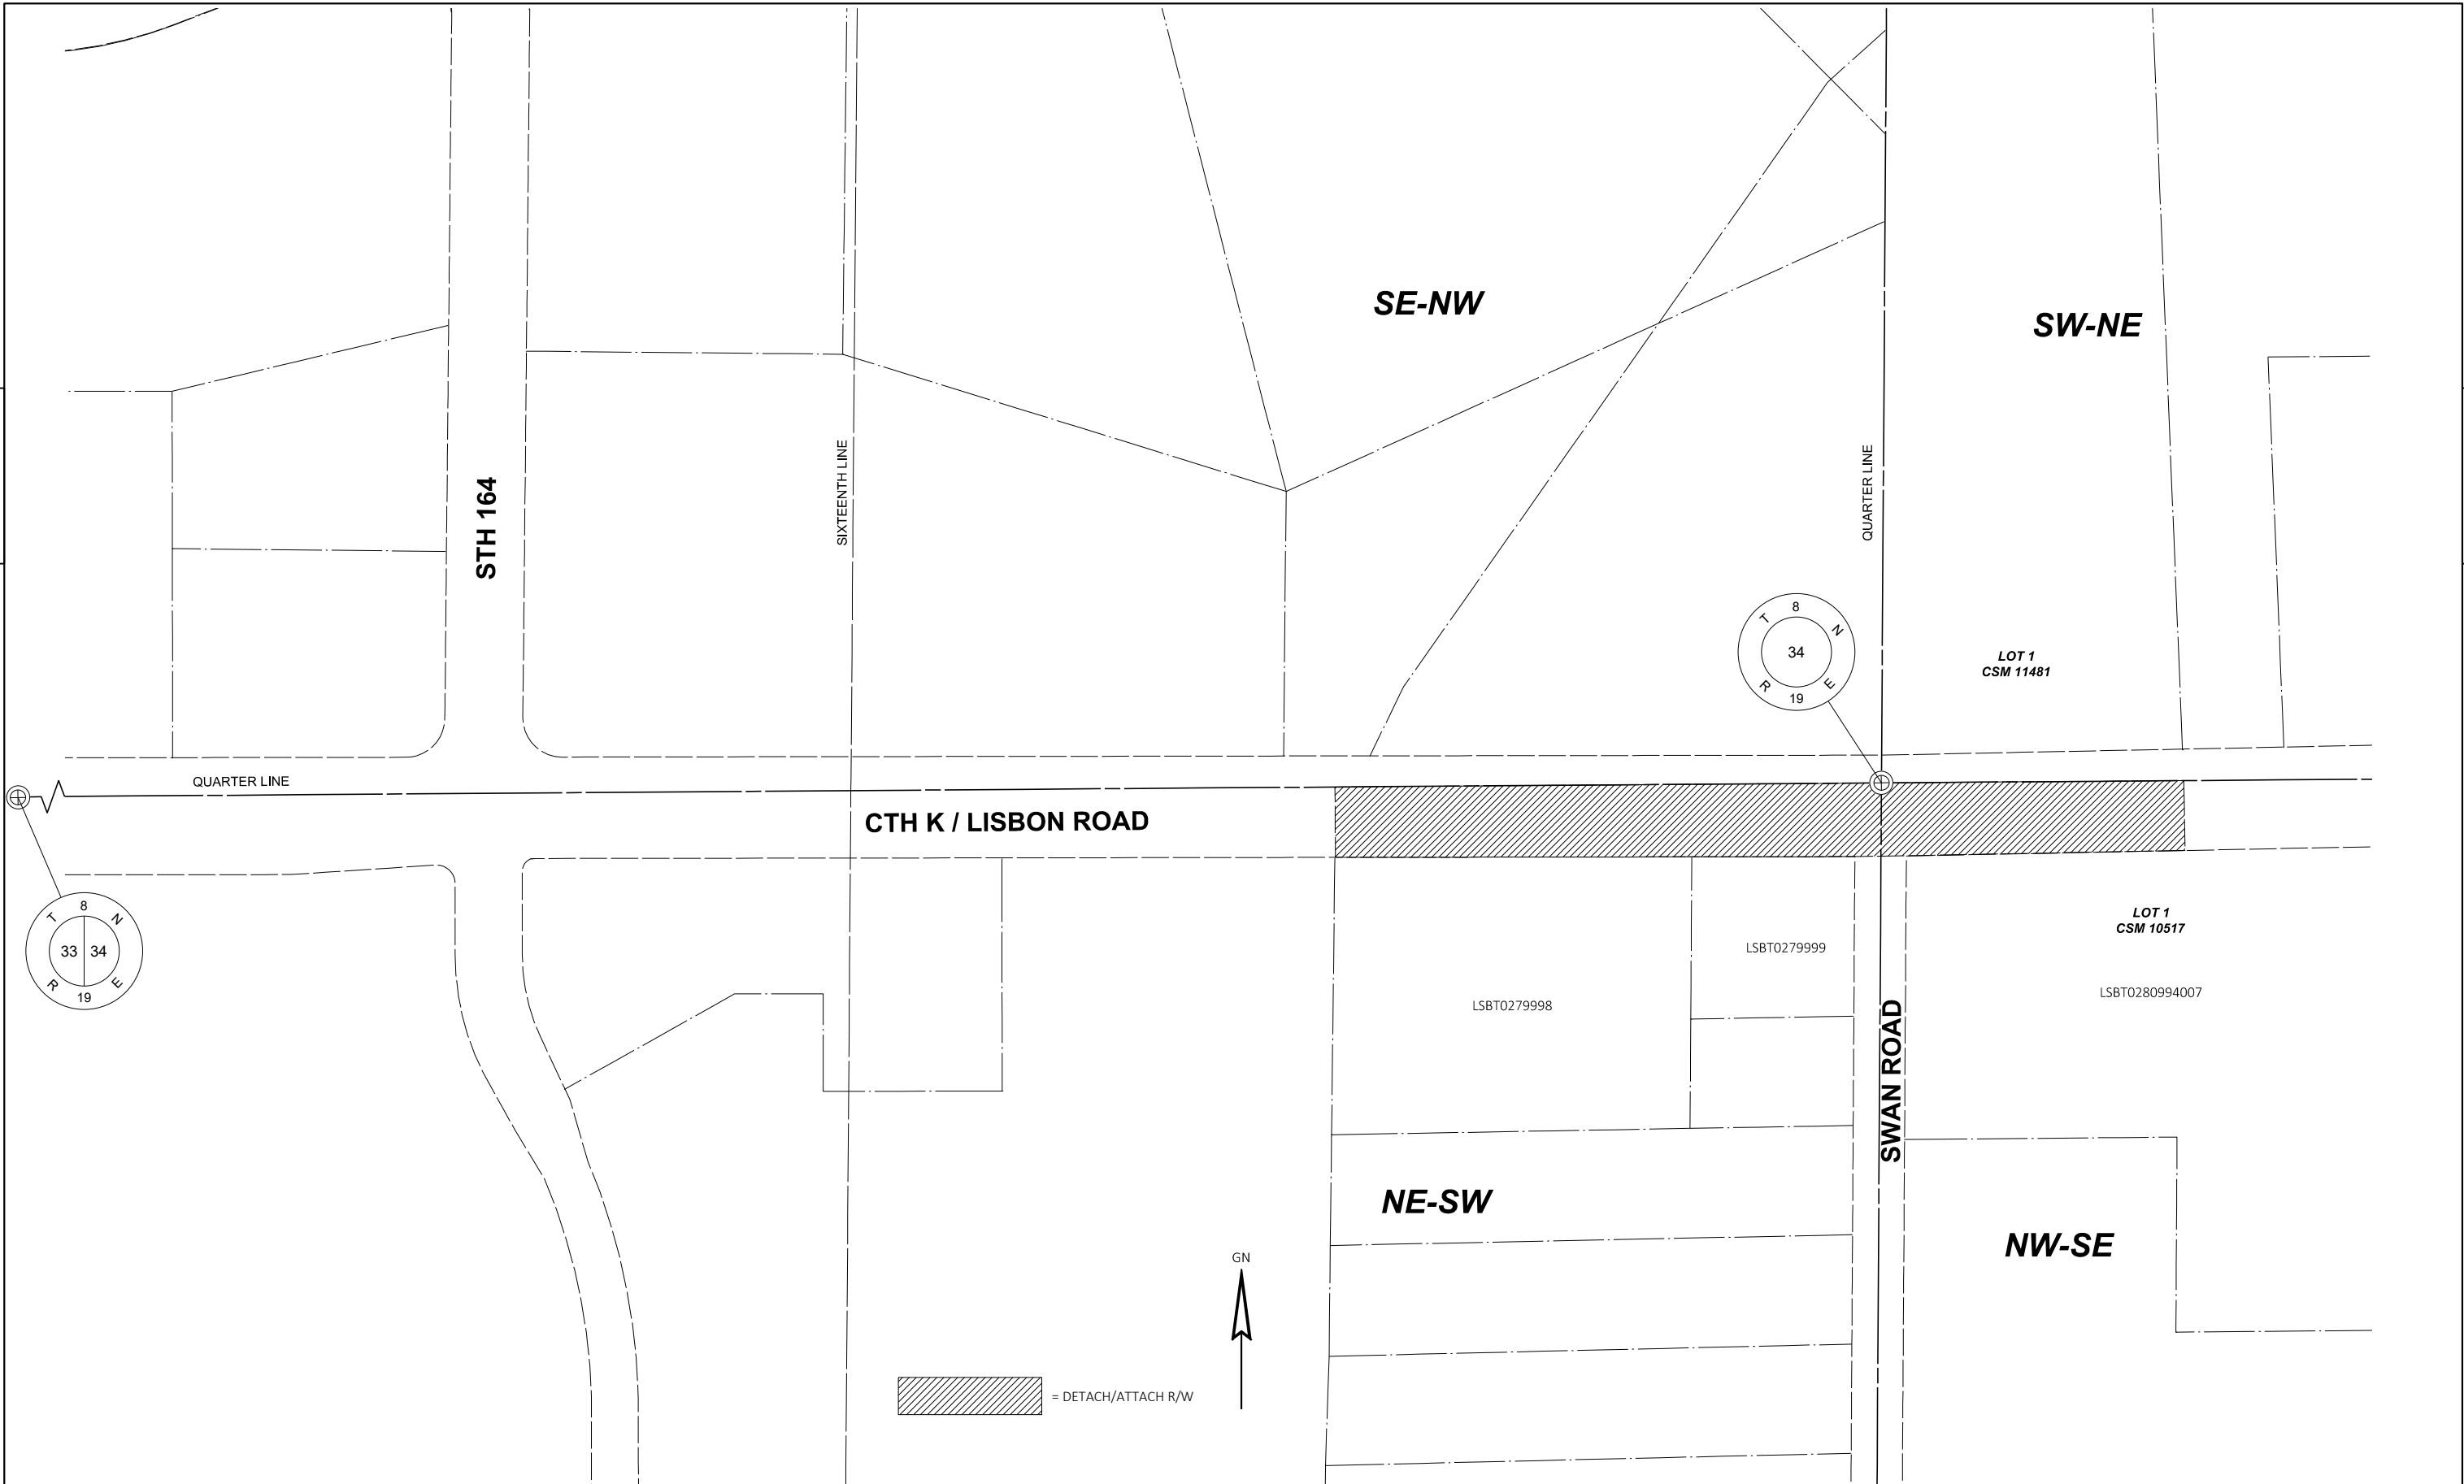 SE-NW
SW-NE
STH 164
SIXTEENTH LINE
QUARTER LINE
T 8 N
34
R 19 E
LOT 1
CSM 11481
QUARTER LINE
CTH K / LISBON ROAD
T 8 N
33 34
R 19 E
LOT 1
CSM 10517
LSBT0279999
LSBT0279998
LSBT0280994007
SWAN ROAD
NE-SW
NW-SE
GN
= DETACH/ATTACH R/W